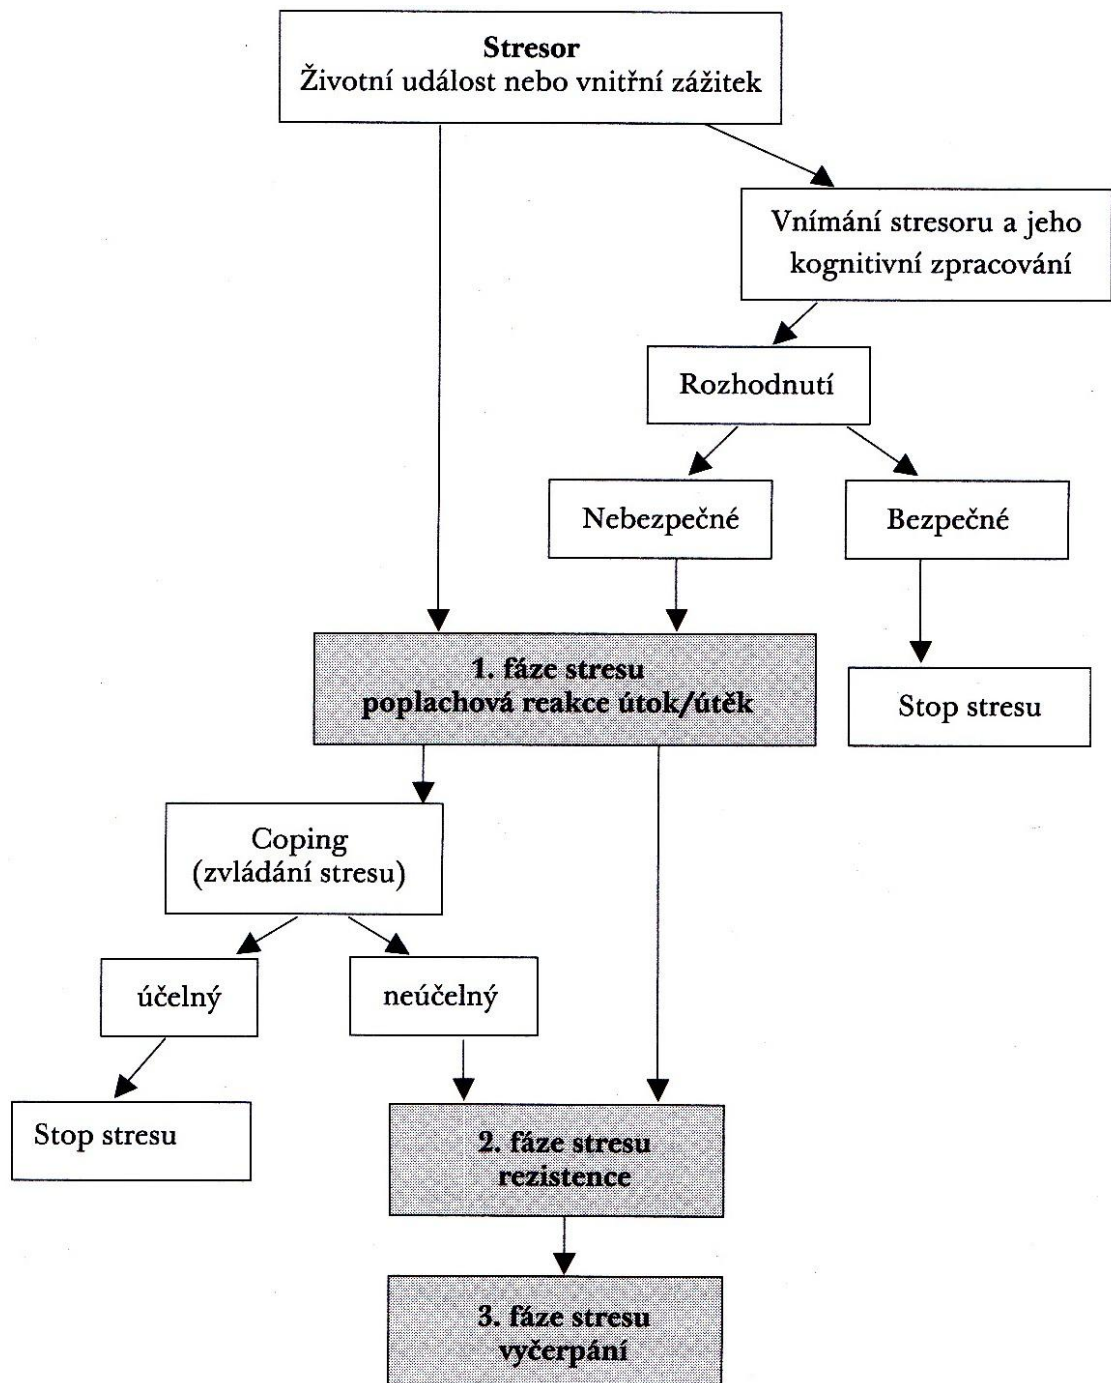 Stresor
Životní událost nebo vnitřní zážitek
Vnímání stresoru a jeho
kognitivní zpracování
Rozhodnutí
Nebezpečné
Bezpečné
1. fáze stresu
poplachová reakce útok/útěk
Stop stresu
Coping
(zvládání stresu)
účelný
neúčelný
Stop stresu
2. fáze stresu
rezistence
3. fáze stresu
vyčerpání